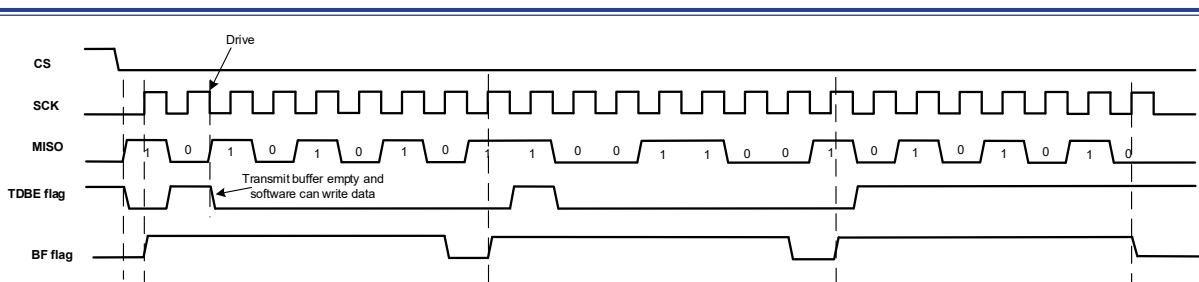 Drive
CS
SCK
MISO
1 0 1 0 1 0 1 0 1 1 0 0 1 1 0 0 1 0 1 0 1 0 1 0
Transmit buffer empty and
software can write data
TDBE flag
BF flag